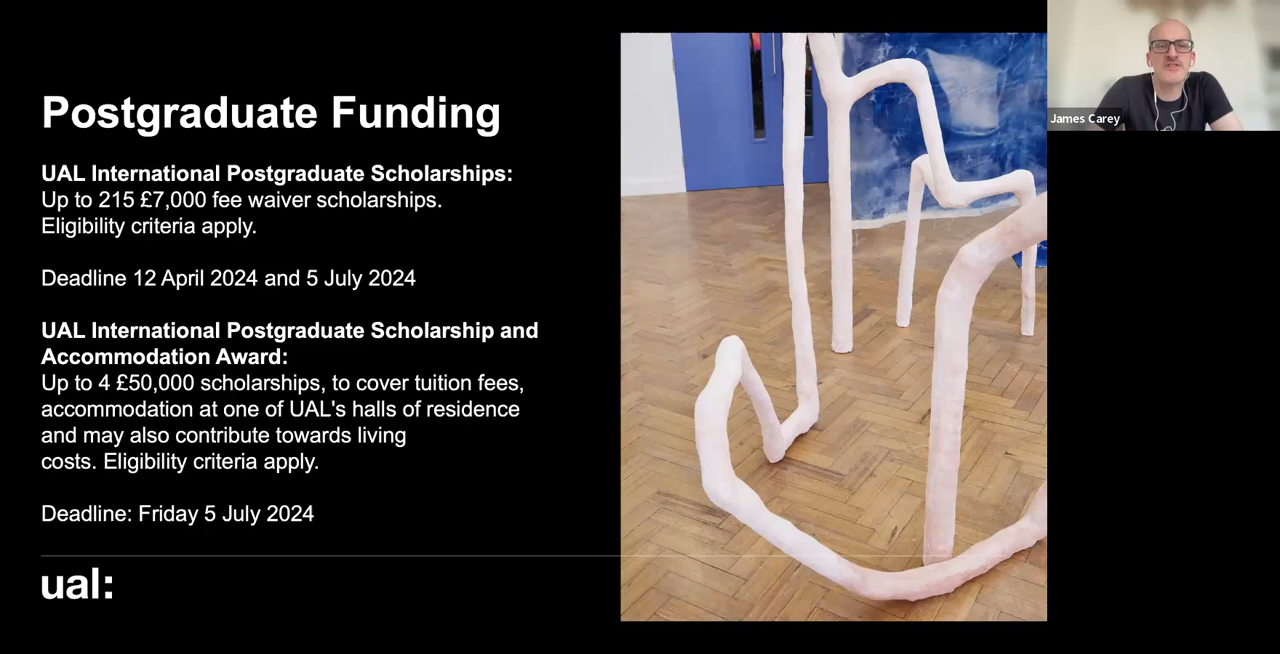 Postgraduate Funding
UAL International Postgraduate Scholarships:
Up to 215 £7,000 fee waiver scholarships.
Eligibility criteria apply.
Deadline 12 April 2024 and 5 July 2024
UAL International Postgraduate Scholarship and
Accommodation Award:
Up to 4 £50,000 scholarships, to cover tuition fees,
accommodation at one of UAL's halls of residence
and may also contribute towards living
costs. Eligibility criteria apply.
Deadline: Friday 5 July 2024
ual:
James Carey